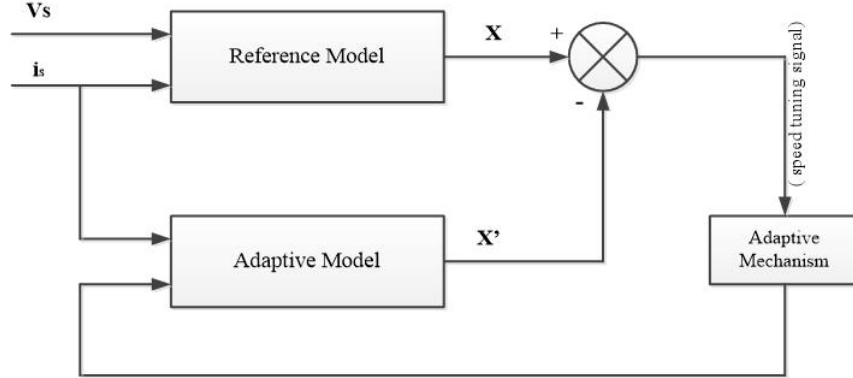 Vs
Reference Model
X
+
is
-
( speed tuning signal)
Adaptive Model
X’
Adaptive
Mechanism